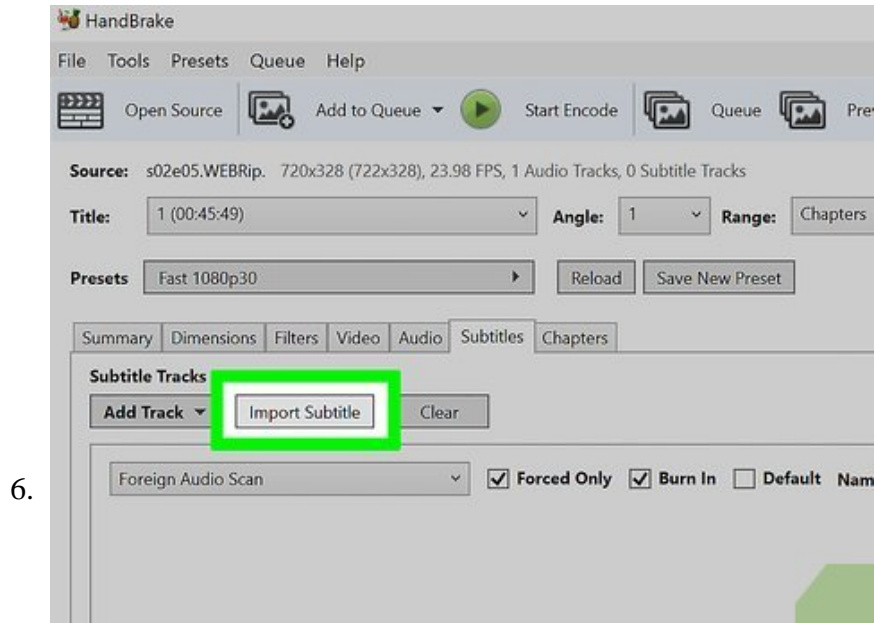 HandBrake
File Tools Presets Queue Help
Open Source Add to Queue Start Encode Queue
Source: s02e05.WEBRip. 720x328 (722x328), 23.98 FPS, 1 Audio Tracks, 0 Subtitle Tracks
Title: 1 (00:45:49) Angle: 1 Range: Chapters
Presets Fast 1080p30 Reload Save New Preset
Summary Dimensions Filters Video Audio Subtitles Chapters
Subtitle Tracks
Add Track Import Subtitle Clear
Foreign Audio Scan Forced Only Burn In Default
6.